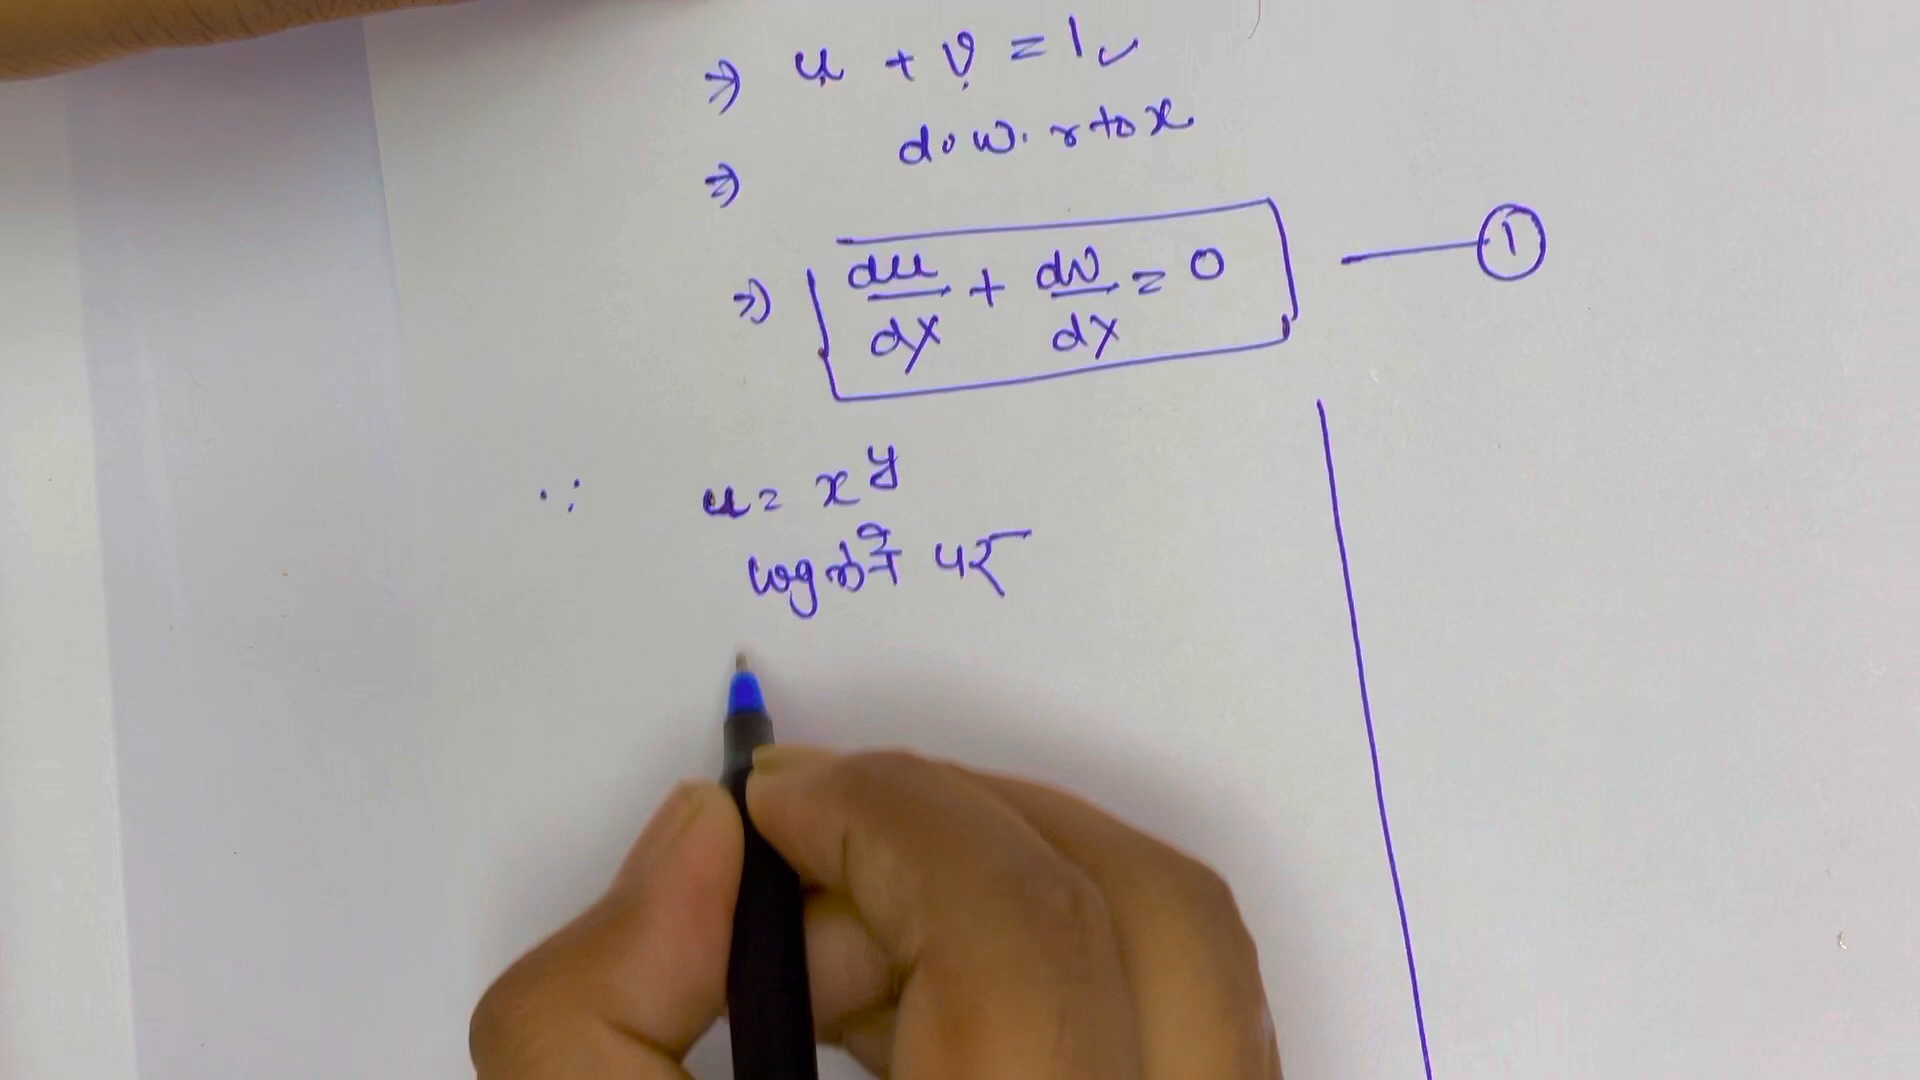 ⇒ u + v = 1
d.w.r to x
⇒
⇒ du/dx + dv/dx = 0 — ①
∵ u = x^y
log लेने पर